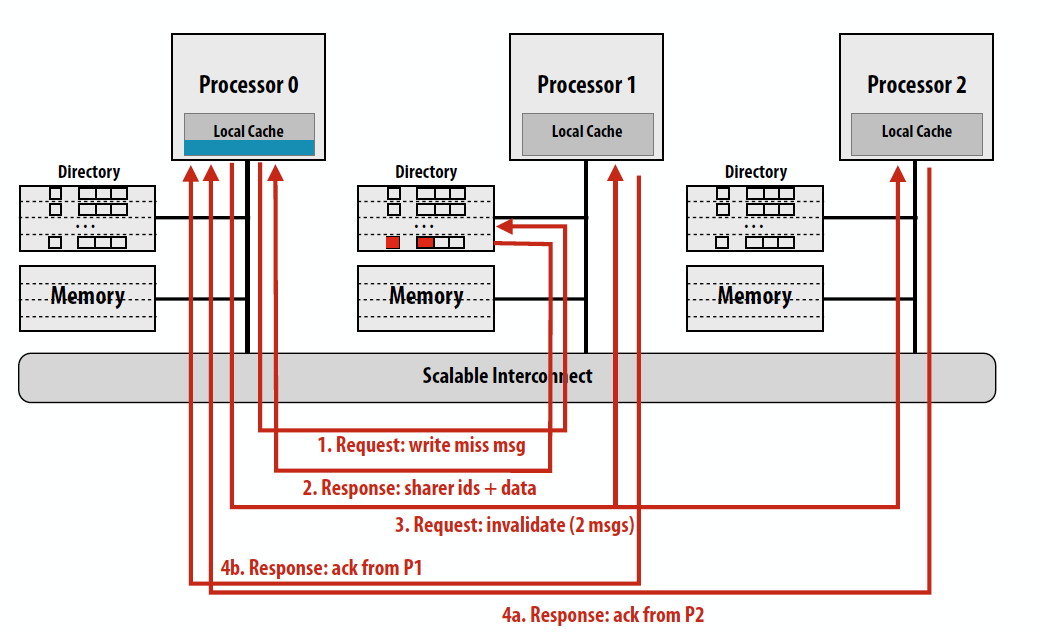 Processor 0
Local Cache
Processor 1
Local Cache
Processor 2
Local Cache
Directory
...
Memory
Directory
...
Memory
Directory
...
Memory
Scalable Interconnect
1. Request: write miss msg
2. Response: sharer ids + data
3. Request: invalidate (2 msgs)
4b. Response: ack from P1
4a. Response: ack from P2